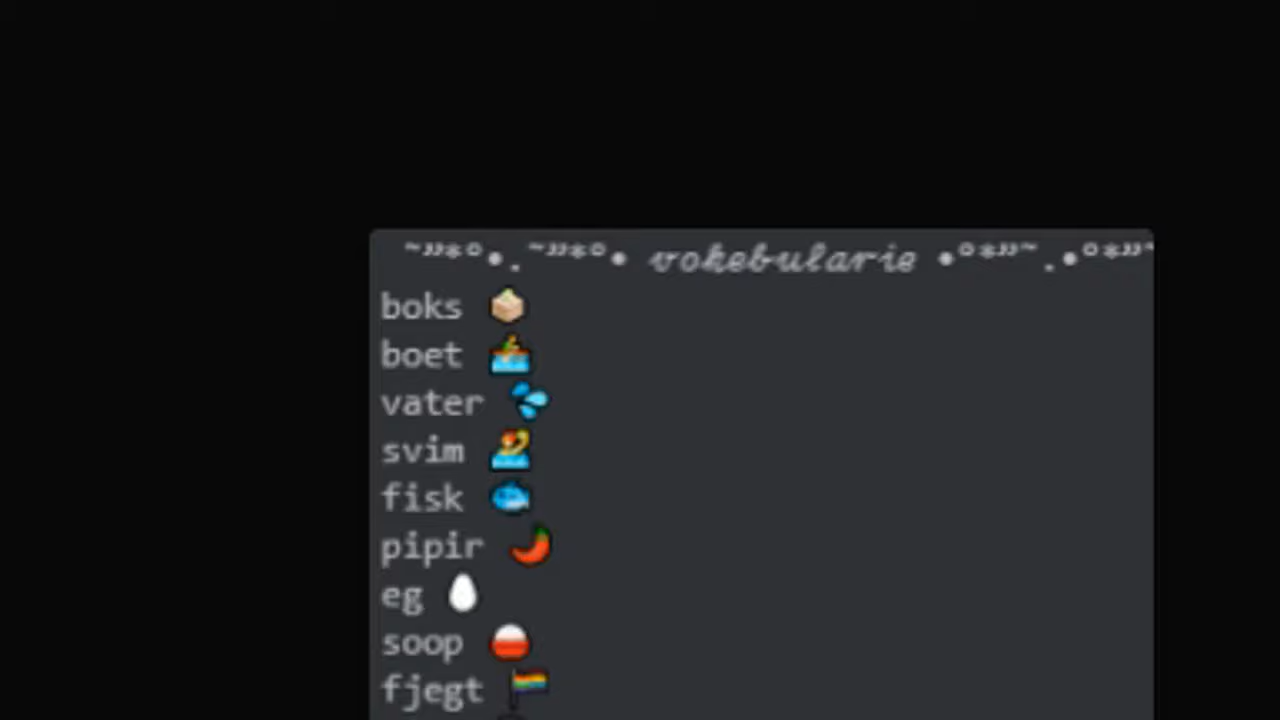 ~”*°•.~”*°• vokebularie •°*”~.•°*”~
boks 📦
boet 🚣
vater 💦
svim 🏊
fisk 🐟
pipir 🌶️
eg 🥚
soop
fjegt 🏳️‍🌈